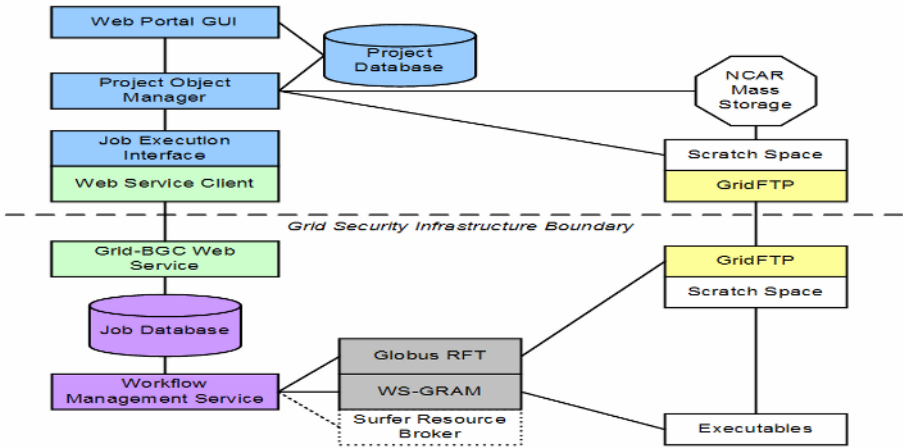 Web Portal GUI
Project
Database
Project Object
Manager
NCAR
Mass
Storage
Job Execution
Interface
Web Service Client
Scratch Space
GridFTP
Grid Security Infrastructure Boundary
Grid-BGC Web
Service
GridFTP
Scratch Space
Job Database
Globus RFT
Workflow
Management Service
WS-GRAM
Surfer Resource
Broker
Executables